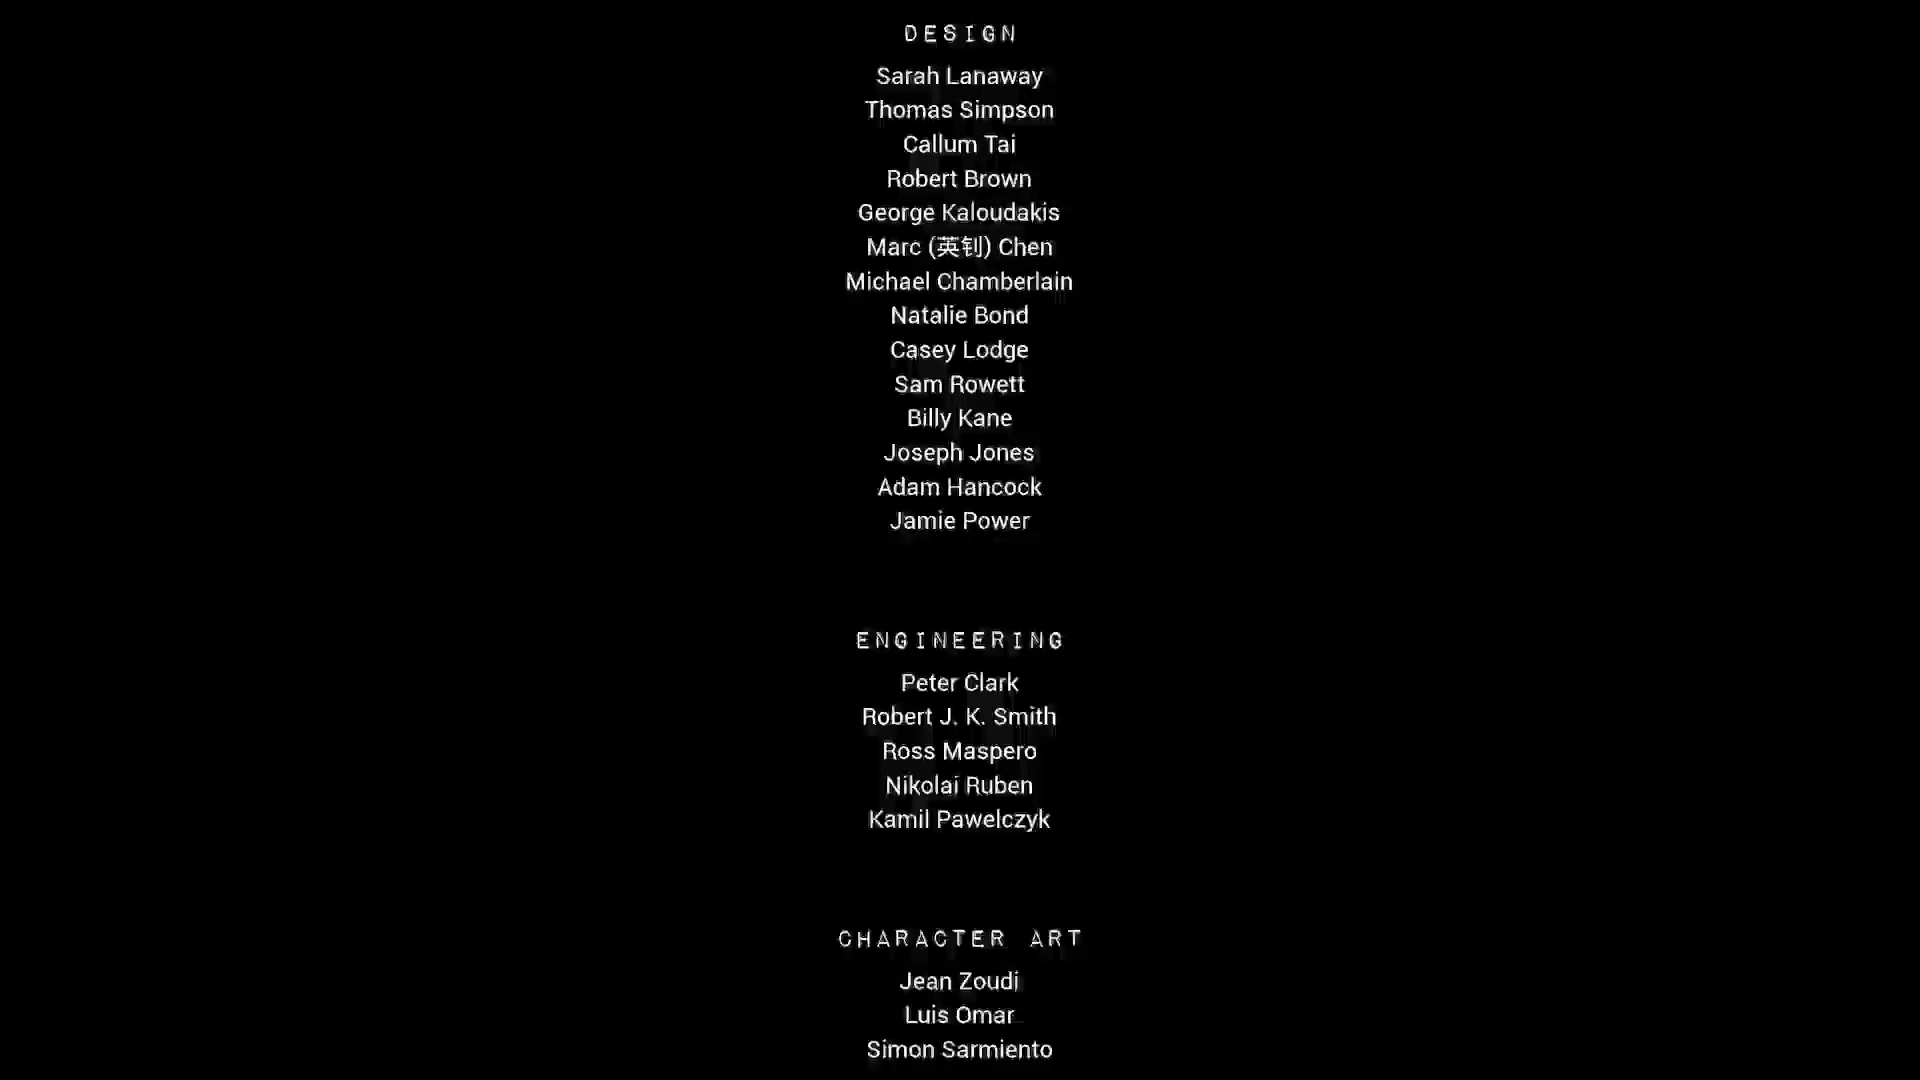 DESIGN
Sarah Lanaway
Thomas Simpson
Callum Tai
Robert Brown
George Kaloudakis
Marc (英钊) Chen
Michael Chamberlain
Natalie Bond
Casey Lodge
Sam Rowett
Billy Kane
Joseph Jones
Adam Hancock
Jamie Power
ENGINEERING
Peter Clark
Robert J. K. Smith
Ross Maspero
Nikolai Ruben
Kamil Pawelczyk
CHARACTER ART
Jean Zoudi
Luis Omar
Simon Sarmiento